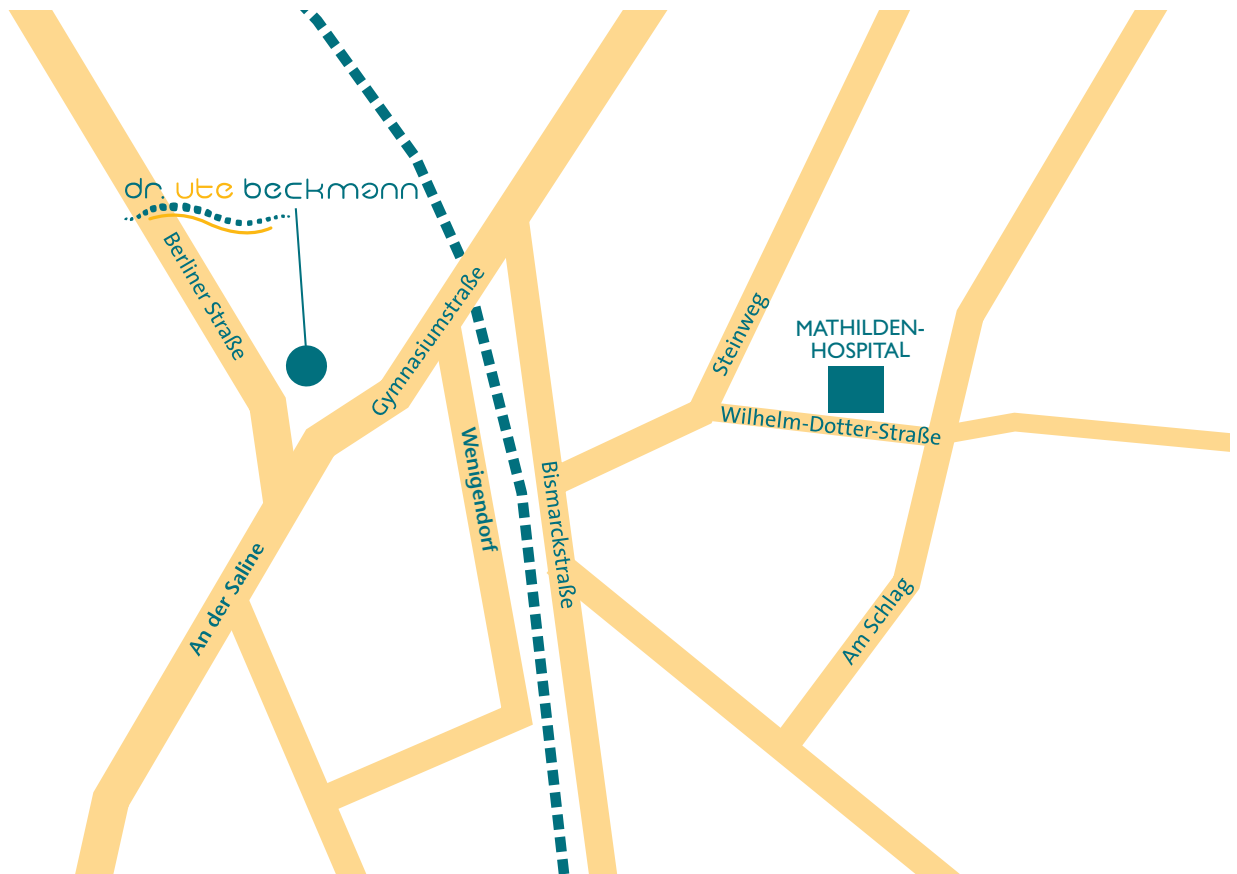 dr. ute beckmann
Berliner Straße
Gymnasiumstraße
Steinweg
MATHILDEN-
HOSPITAL
Wilhelm-Dotter-Straße
Wenigendorf
Bismarckstraße
An der Saline
Am Schlag